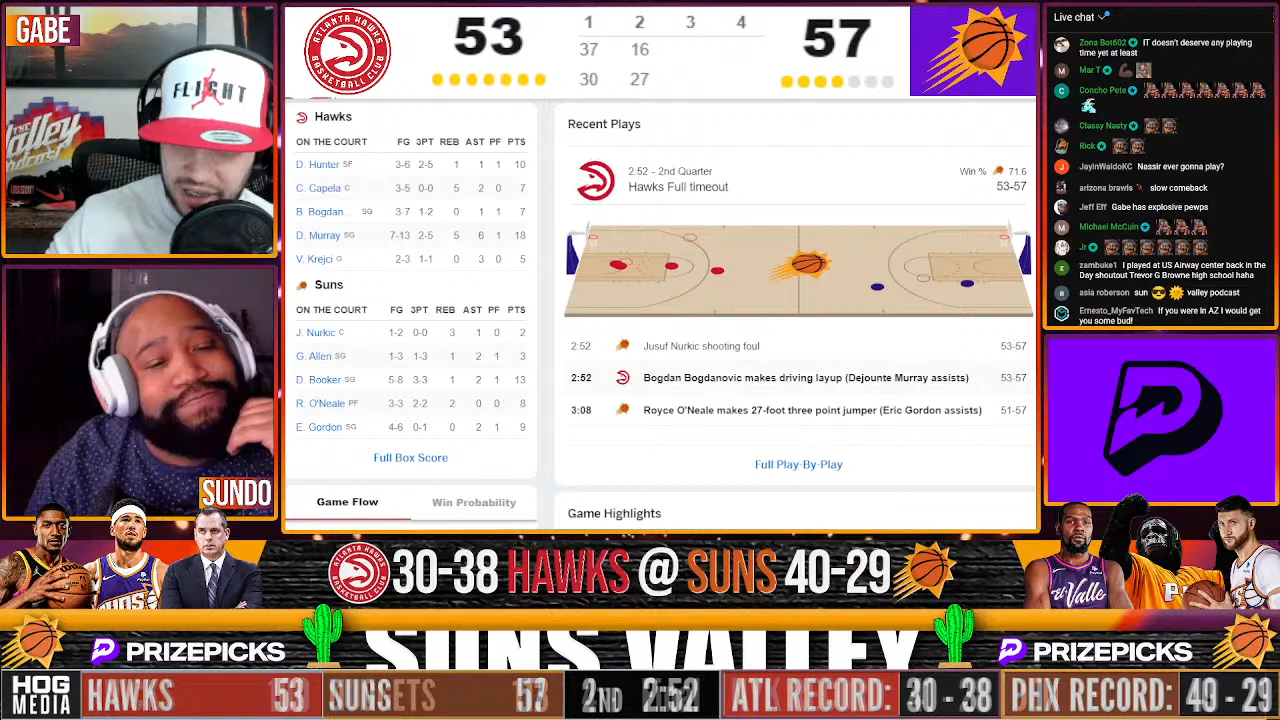 GABE
ATLANTA HAWKS
BASKETBALL CLUB
53
1 2 3 4
37 16
30 27
57
FLIGHT
THE
Valley
Podcast
SUNDO
Hawks
ON THE COURT FG 3PT REB AST PF PTS
D. Hunter SF 3-6 2-5 1 1 1 10
C. Capela C 3-5 0-0 5 2 0 7
B. Bogdan SG 3-7 1-2 0 1 1 7
D. Murray SG 7-13 2-5 5 6 1 18
V. Krejci G 2-3 1-1 0 3 0 5
Suns
ON THE COURT FG 3PT REB AST PF PTS
J. Nurkic C 1-2 0-0 3 1 0 2
G. Allen SG 1-3 1-3 1 2 1 3
D. Booker SG 5-8 3-3 1 2 1 13
R. O'Neale PF 3-3 2-2 2 0 0 8
E. Gordon SG 4-6 0-1 0 2 1 9
Full Box Score
Game Flow Win Probability
Recent Plays
2:52 - 2nd Quarter Win % 71.6
Hawks Full timeout 53-57
2:52 Jusuf Nurkic shooting foul 53-57
2:52 Bogdan Bogdanovic makes driving layup (Dejounte Murray assists) 53-57
3:08 Royce O'Neale makes 27-foot three point jumper (Eric Gordon assists) 51-57
Full Play-By-Play
Game Highlights
Live chat
Zona Bot602 IT doesn't deserve any playing
time yet at least
M Mar T
C Concho Pete
Classy Nasty
Rick
JayinWaldoKC Nassir ever gonna play?
arizona brawls slow comeback
Jeff Eff Gabe has explosive pewps
M Michael McCuin
Jr
z zambuke1 I played at US Airway center back in the
Day shoutout Trevor G Browne high school haha
a asia roberson sun valley podcast
Ernesto_MyFavTech If you were in AZ I would get
you some bud!
30-38 HAWKS @ SUNS 40-29
PRIZEPICKS
SUNS VALLEY
PRIZEPICKS
HOG
MEDIA
HAWKS 53
SUNS
2ND 2:52
ATL RECORD: 30 - 38
PHX RECORD: 40 - 29